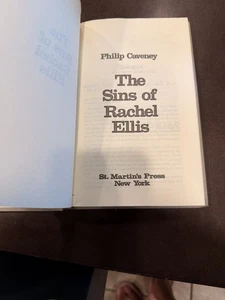 Philip Caveney
The
Sins of
Rachel
Ellis
St. Martin's Press
New York